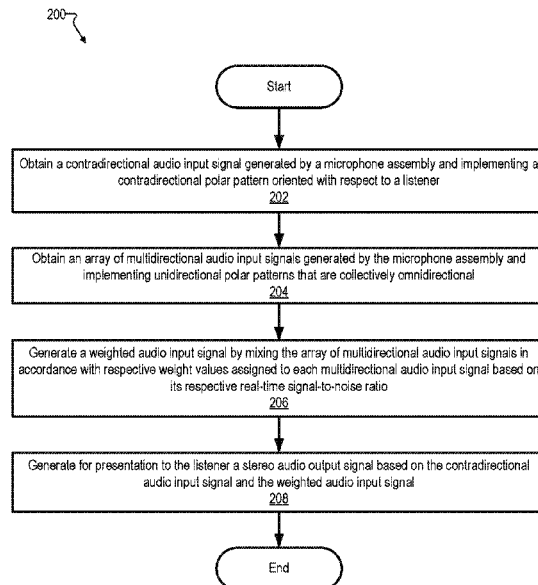 200
Start
Obtain a contradirectional audio input signal generated by a microphone assembly and implementing a
contradirectional polar pattern oriented with respect to a listener
202
Obtain an array of multidirectional audio input signals generated by the microphone assembly and
implementing unidirectional polar patterns that are collectively omnidirectional
204
Generate a weighted audio input signal by mixing the array of multidirectional audio input signals in
accordance with respective weight values assigned to each multidirectional audio input signal based on
its respective real-time signal-to-noise ratio
206
Generate for presentation to the listener a stereo audio output signal based on the contradirectional
audio input signal and the weighted audio input signal
208
End